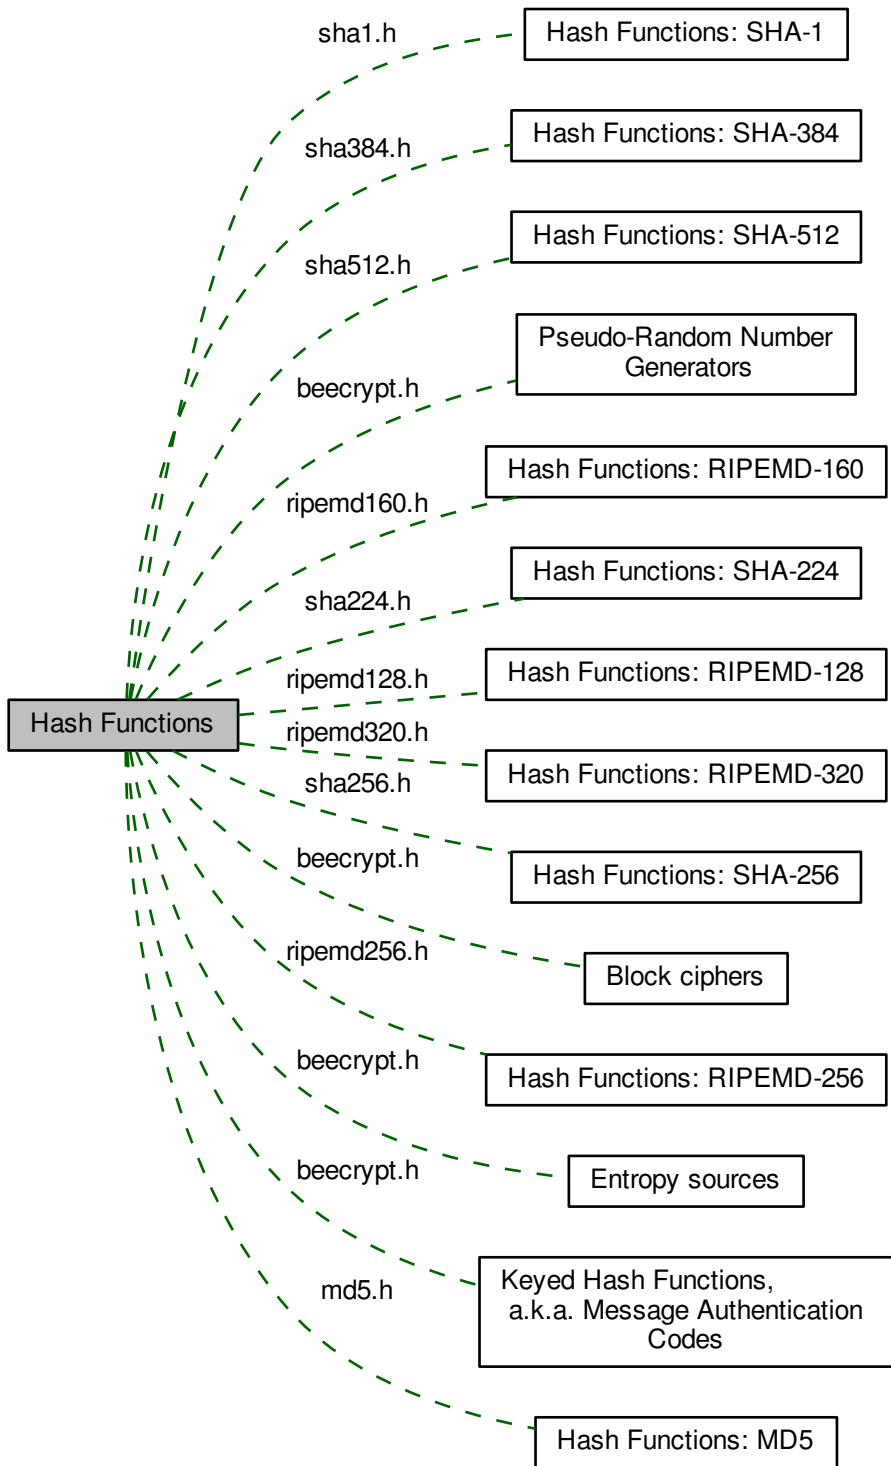 sha1.h
Hash Functions: SHA-1
sha384.h
Hash Functions: SHA-384
sha512.h
Hash Functions: SHA-512
beecrypt.h
Pseudo-Random Number
Generators
ripemd160.h
Hash Functions: RIPEMD-160
sha224.h
Hash Functions: SHA-224
ripemd128.h
Hash Functions: RIPEMD-128
Hash Functions
ripemd320.h
Hash Functions: RIPEMD-320
sha256.h
Hash Functions: SHA-256
beecrypt.h
Block ciphers
ripemd256.h
Hash Functions: RIPEMD-256
beecrypt.h
Entropy sources
beecrypt.h
Keyed Hash Functions,
a.k.a. Message Authentication
Codes
md5.h
Hash Functions: MD5